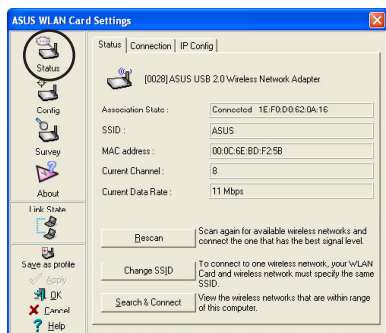 ASUS WLAN Card Settings
Status
Config
Survey
About
Link State
Save as profile
Apply
OK
Cancel
Help
Status Connection IP Config
[0028] ASUS USB 2.0 Wireless Network Adapter
Association State : Connected 1E:F0:D0:62:0A:16
SSID : ASUS
MAC address : 00:0C:6E:BD:F2:5B
Current Channel : 8
Current Data Rate : 11 Mbps
Rescan
Scan again for available wireless networks and
connect the one that has the best signal level.
Change SSID
To connect to one wireless network, your WLAN
Card and wireless network must specify the same
SSID.
Search & Connect
View the wireless networks that are within range
of this computer.